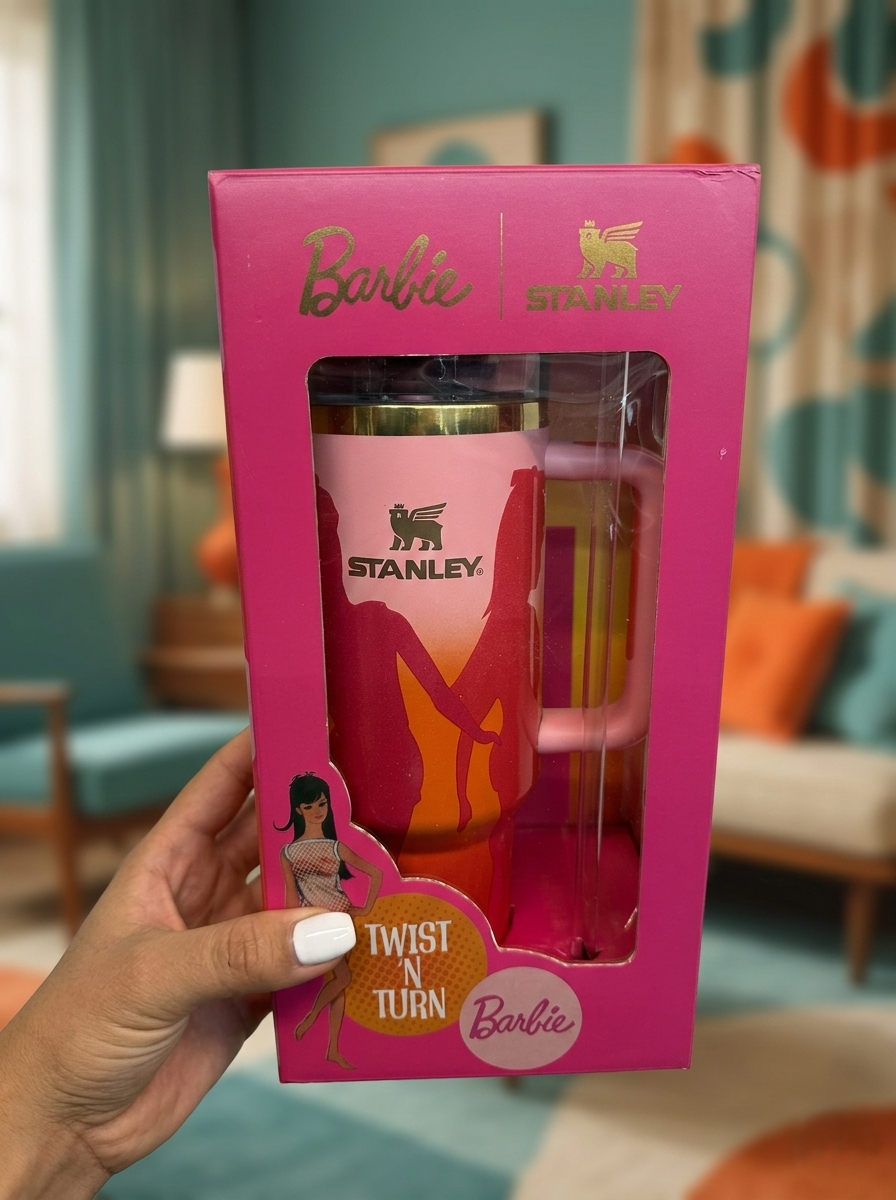 Barbie
STANLEY
STANLEY®
TWIST
'N
TURN
Barbie